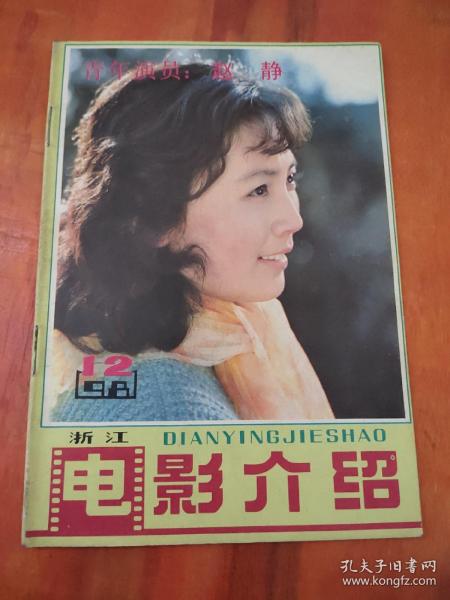 青年演员：赵 静
12
浙江
DIANYINGJIESHAO
电影介绍
孔夫子旧书网
www.kongfz.com